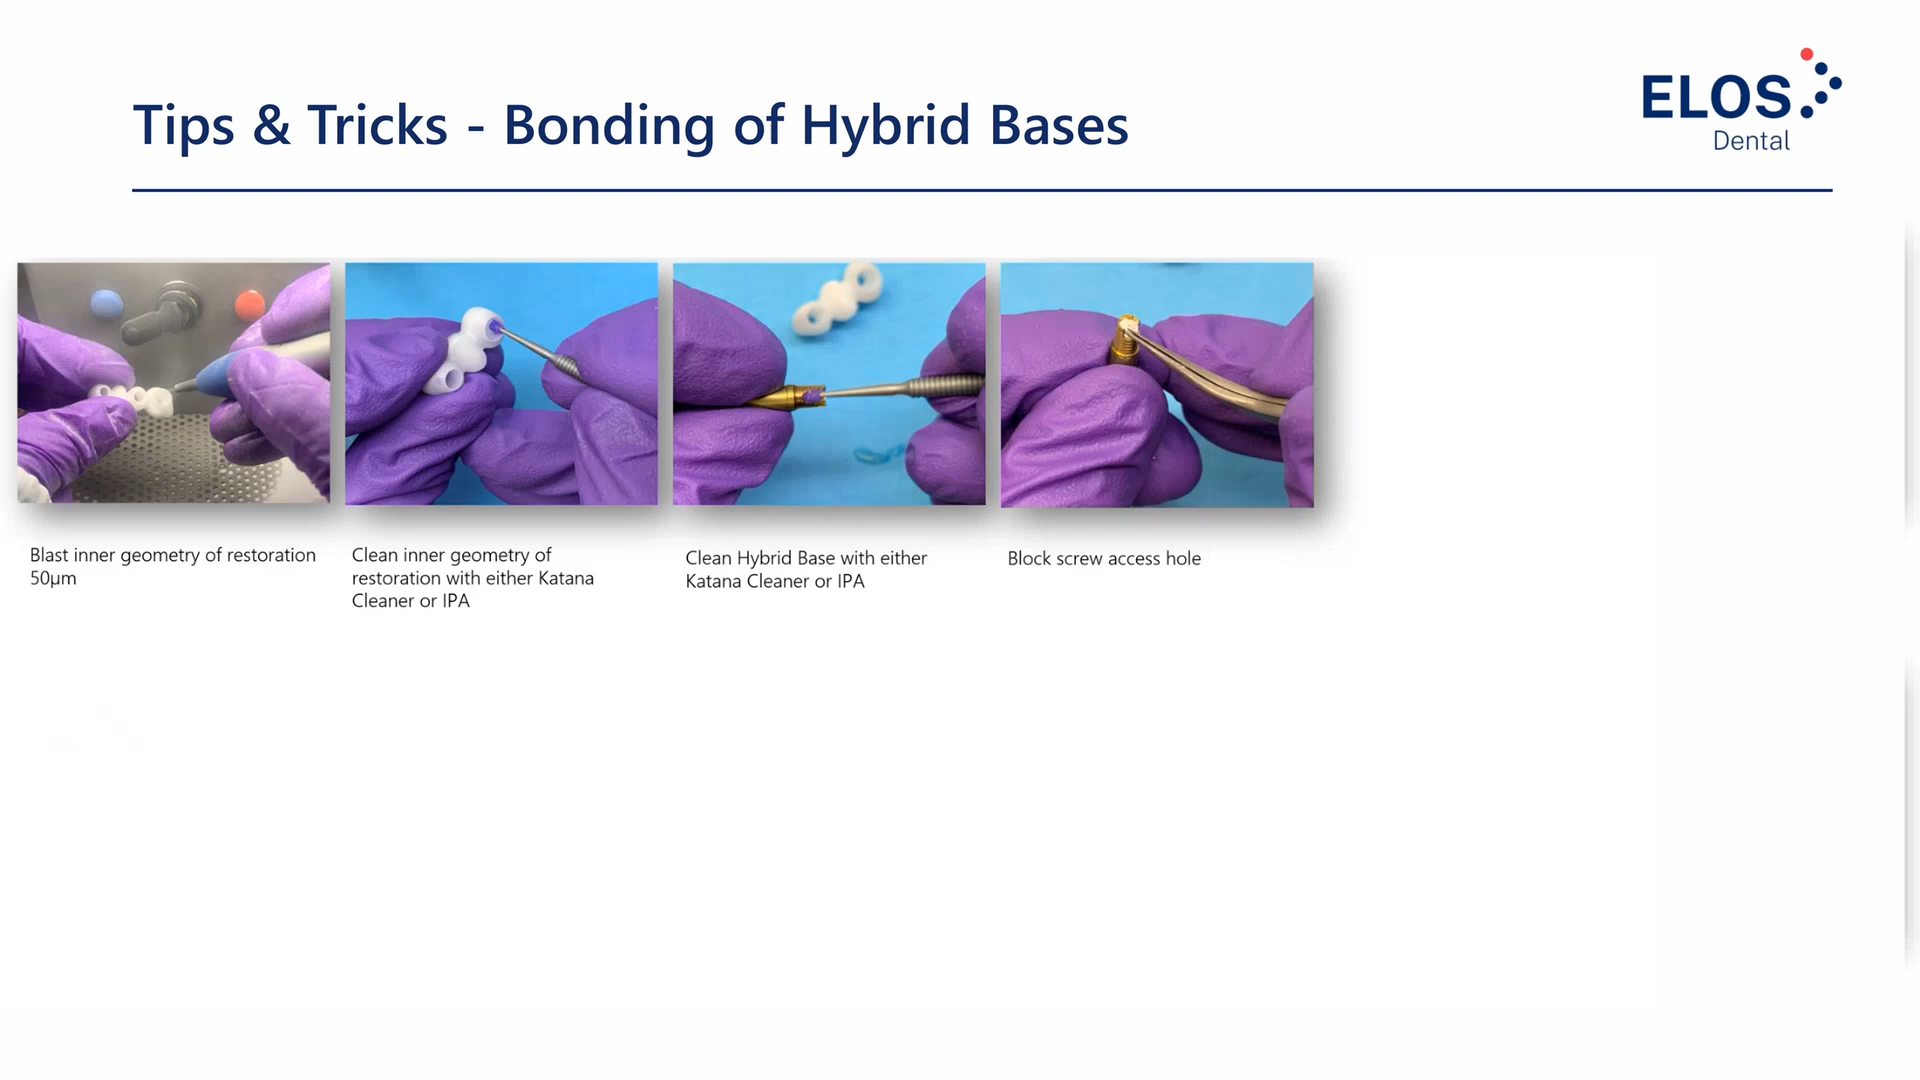 Tips & Tricks - Bonding of Hybrid Bases
ELOS
Dental
Blast inner geometry of restoration
50µm
Clean inner geometry of
restoration with either Katana
Cleaner or IPA
Clean Hybrid Base with either
Katana Cleaner or IPA
Block screw access hole